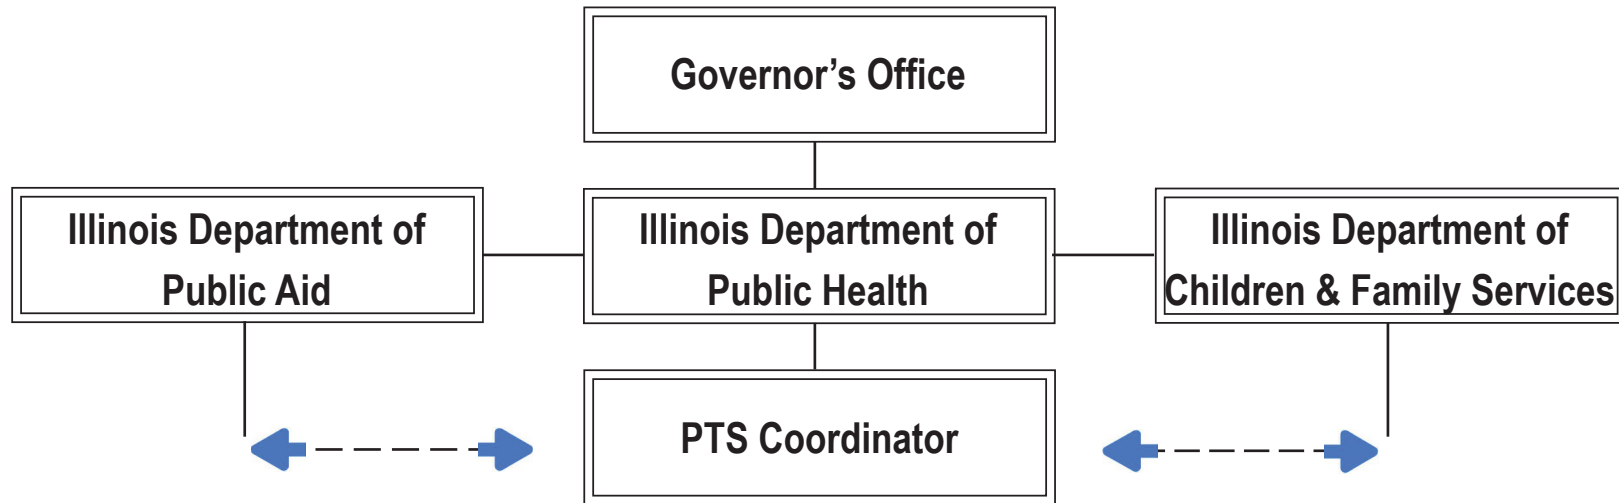 Governor’s Office
Illinois Department of
Public Aid
Illinois Department of
Public Health
Illinois Department of
Children & Family Services
PTS Coordinator